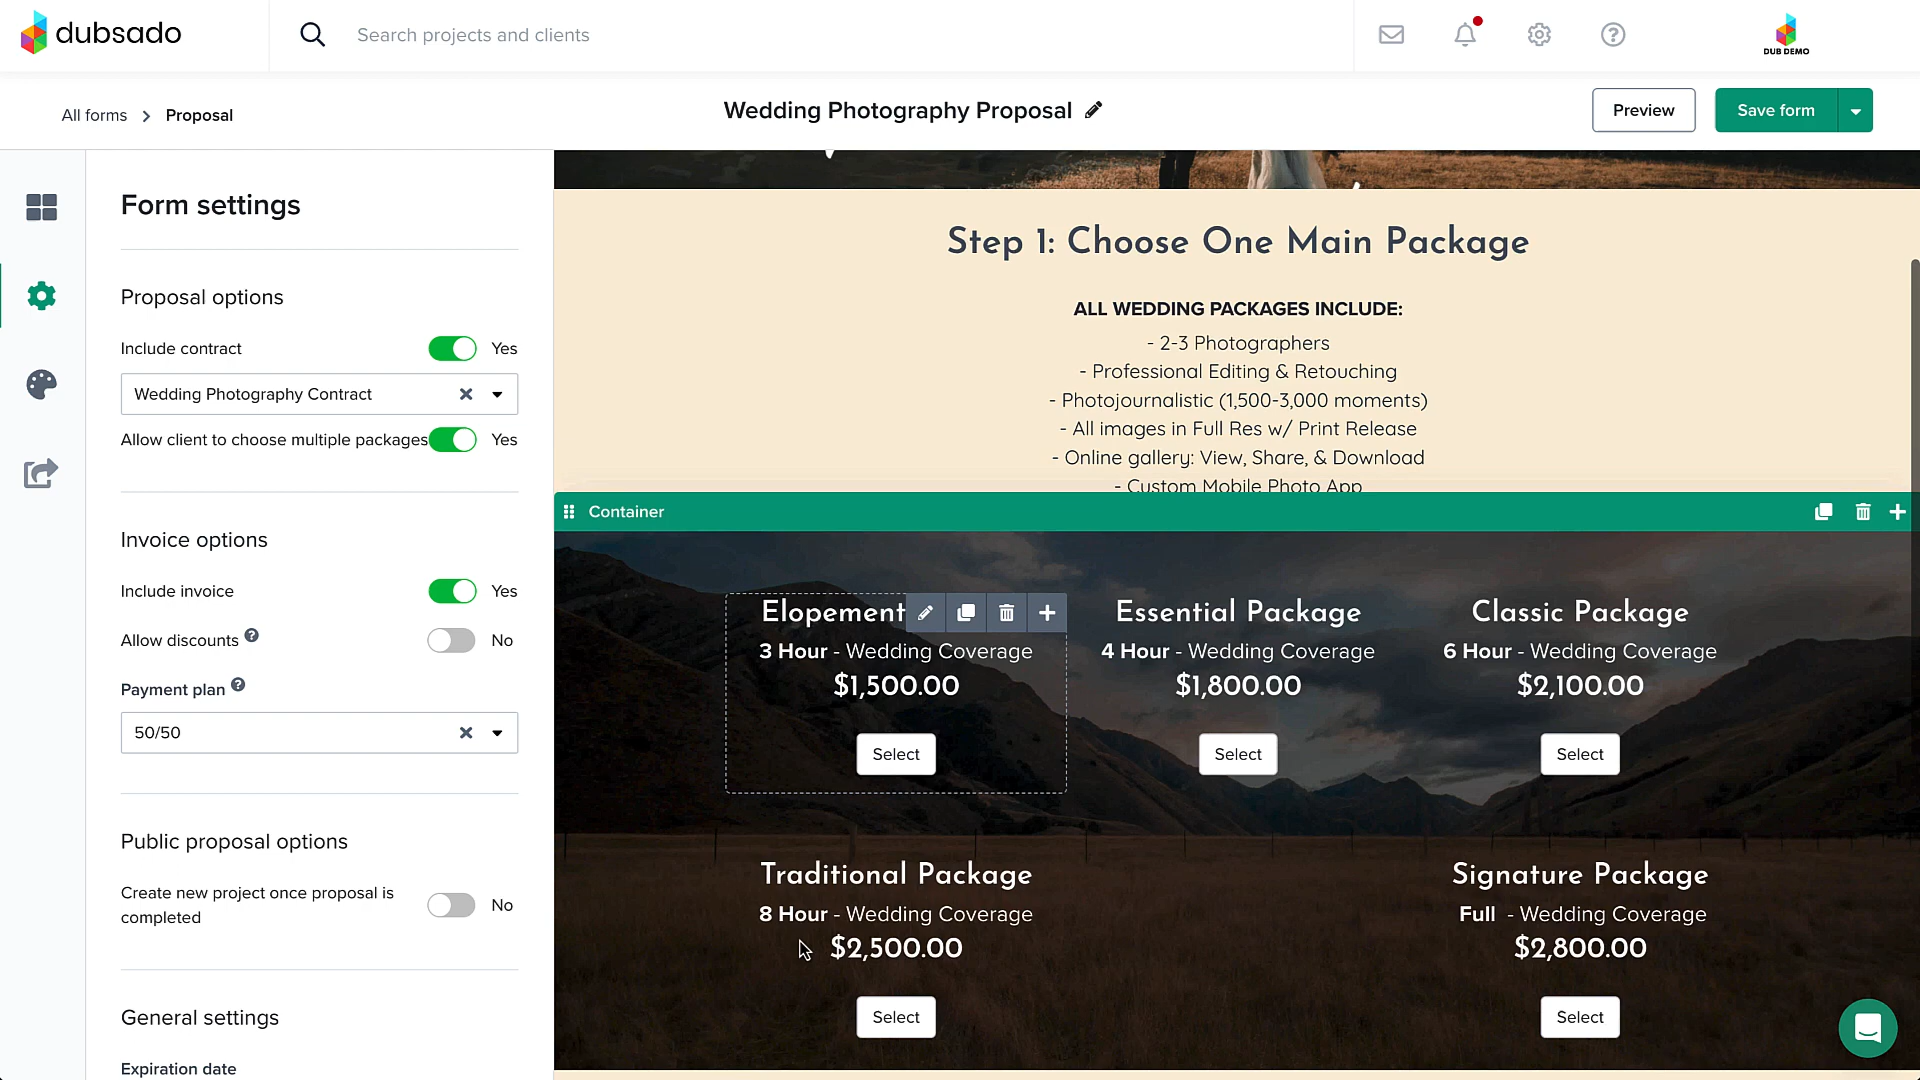 dubsado
Search projects and clients
DUB DEMO
All forms > Proposal
Wedding Photography Proposal
Preview
Save form
Form settings
Proposal options
Include contract
Yes
Wedding Photography Contract
Allow client to choose multiple packages
Yes
Invoice options
Include invoice
Yes
Allow discounts ?
No
Payment plan ?
50/50
Public proposal options
Create new project once proposal is
completed
No
General settings
Expiration date
Step 1: Choose One Main Package
ALL WEDDING PACKAGES INCLUDE:
- 2-3 Photographers
- Professional Editing & Retouching
- Photojournalistic (1,500-3,000 moments)
- All images in Full Res w/ Print Release
- Online gallery: View, Share, & Download
- Custom Mobile Photo App
Container
Elopement
3 Hour - Wedding Coverage
$1,500.00
Select
Essential Package
4 Hour - Wedding Coverage
$1,800.00
Select
Classic Package
6 Hour - Wedding Coverage
$2,100.00
Select
Traditional Package
8 Hour - Wedding Coverage
$2,500.00
Select
Signature Package
Full - Wedding Coverage
$2,800.00
Select